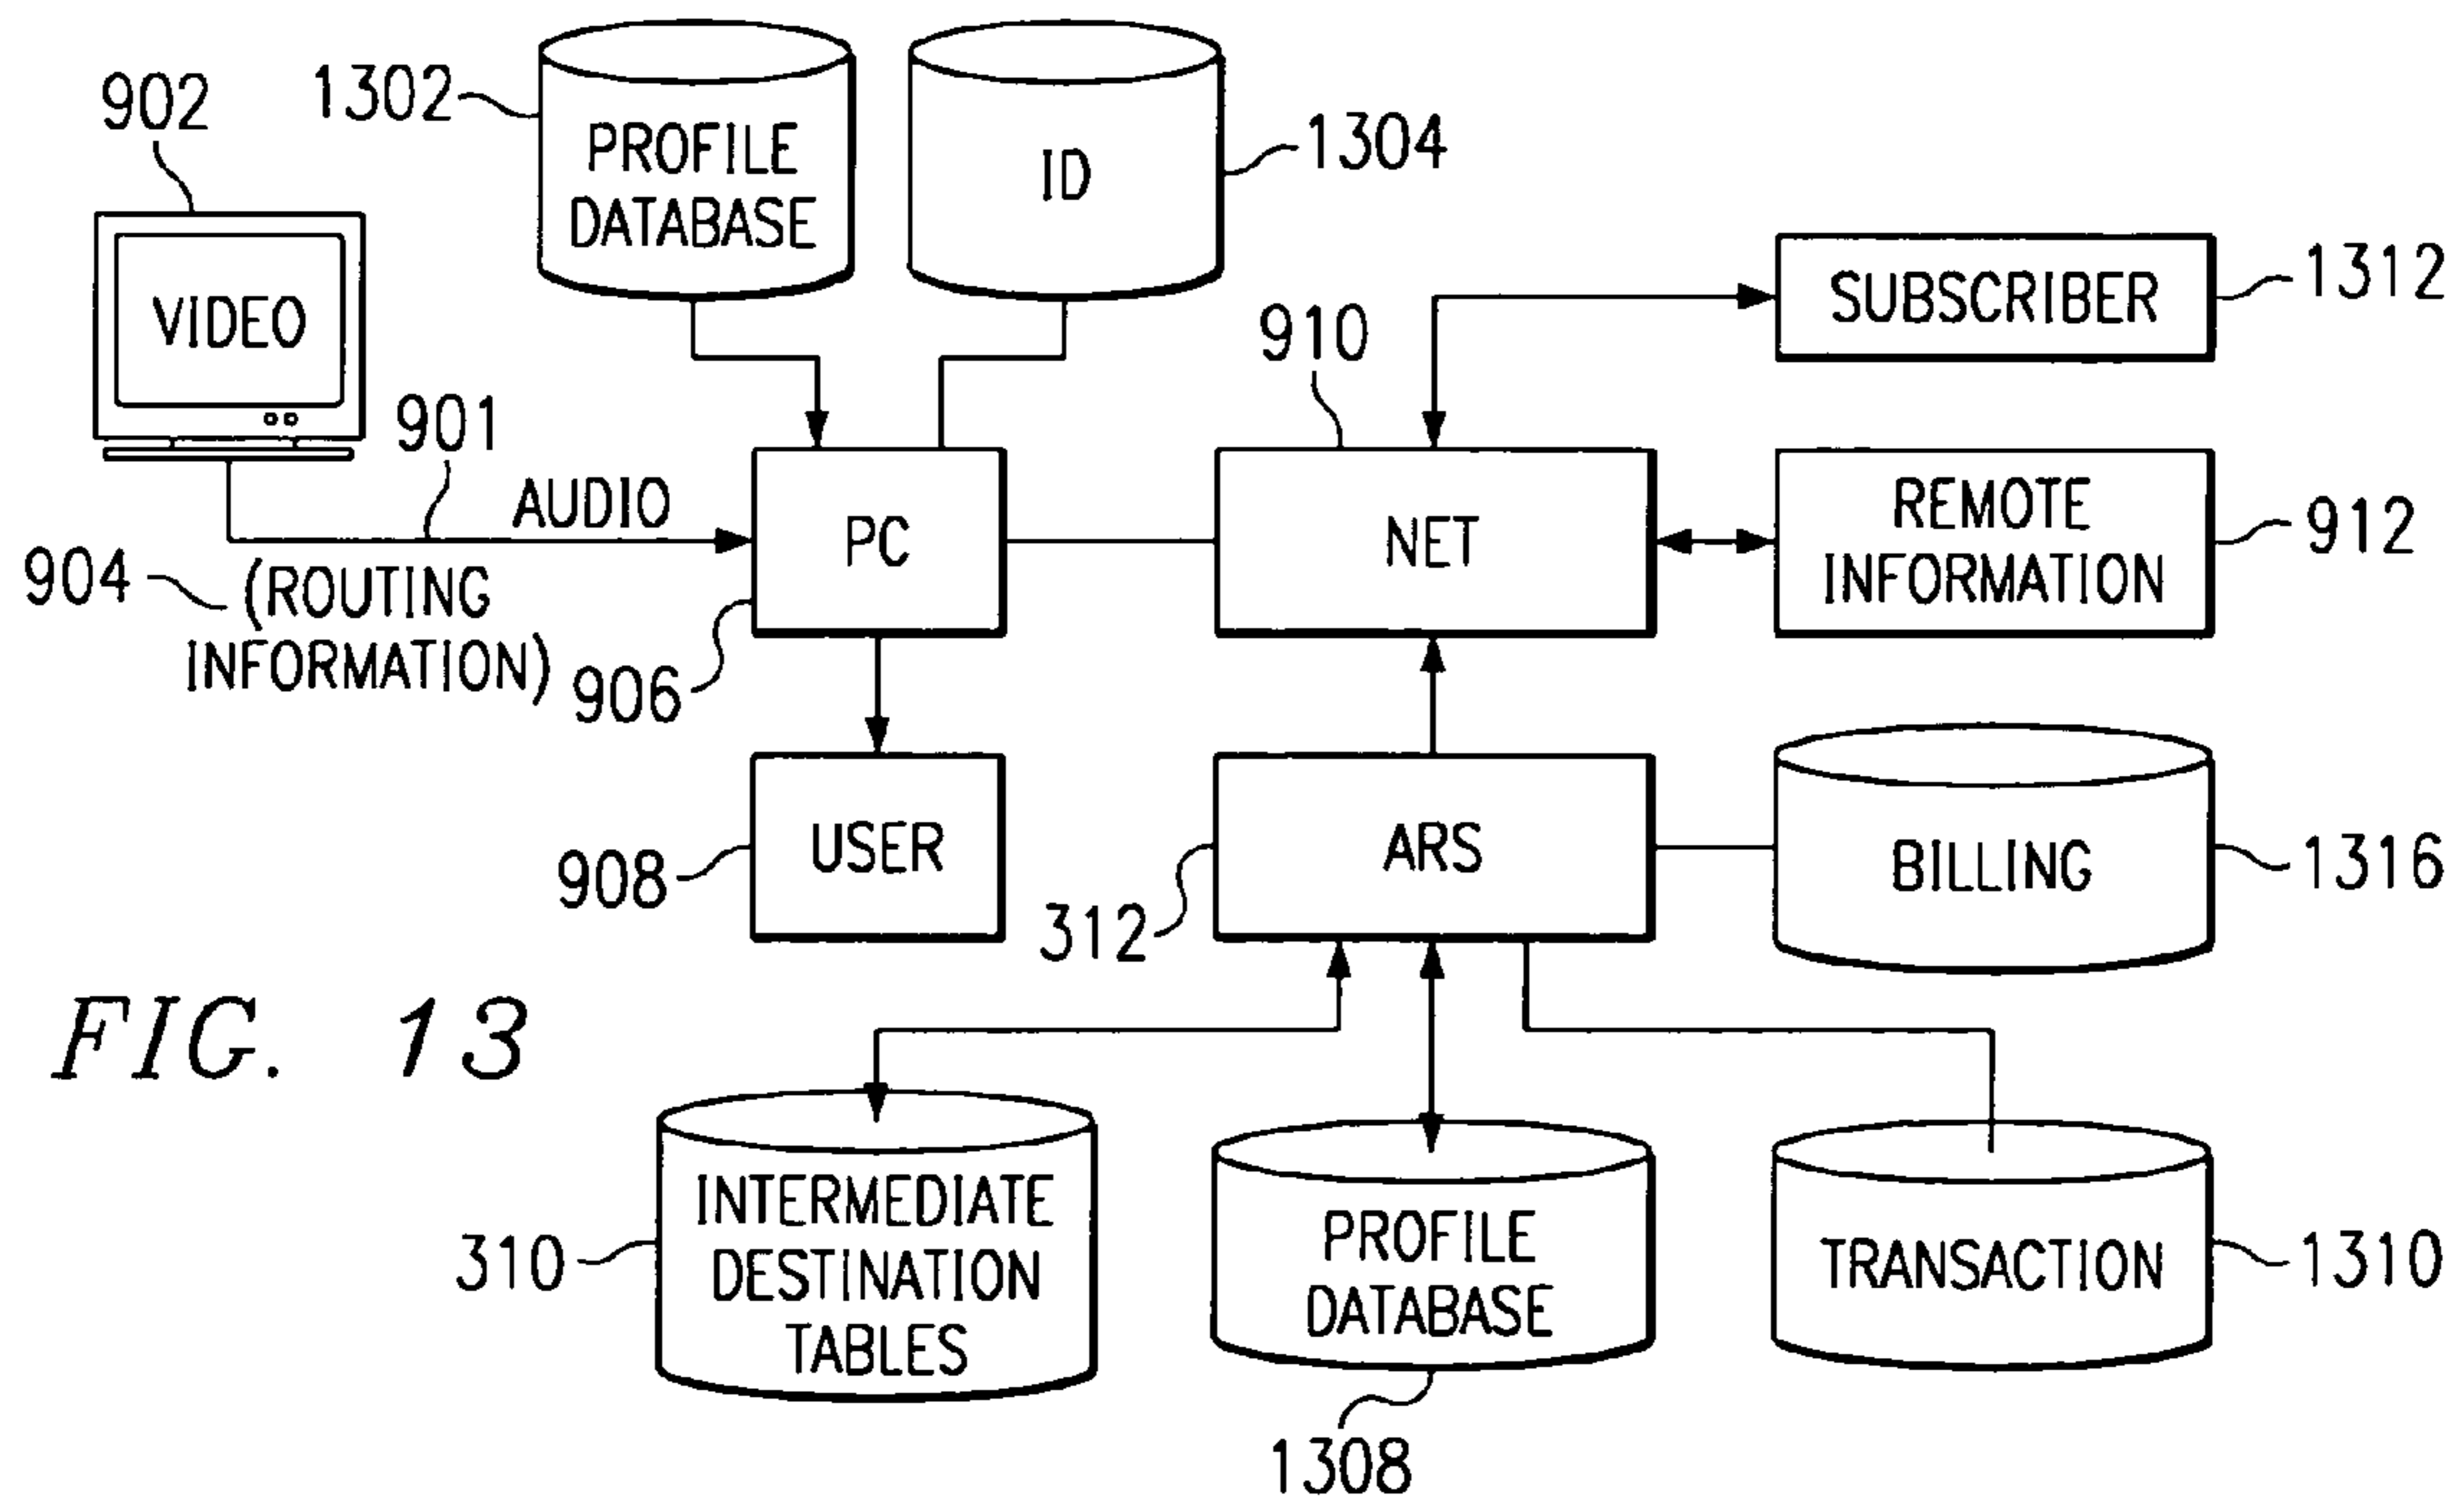 902
1302
PROFILE
DATABASE
ID
1304
VIDEO
SUBSCRIBER
1312
910
901
AUDIO
904
(ROUTING
INFORMATION)
PC
906
NET
REMOTE
INFORMATION
912
USER
908
ARS
312
BILLING
1316
FIG. 13
INTERMEDIATE
DESTINATION
TABLES
310
PROFILE
DATABASE
1308
TRANSACTION
1310